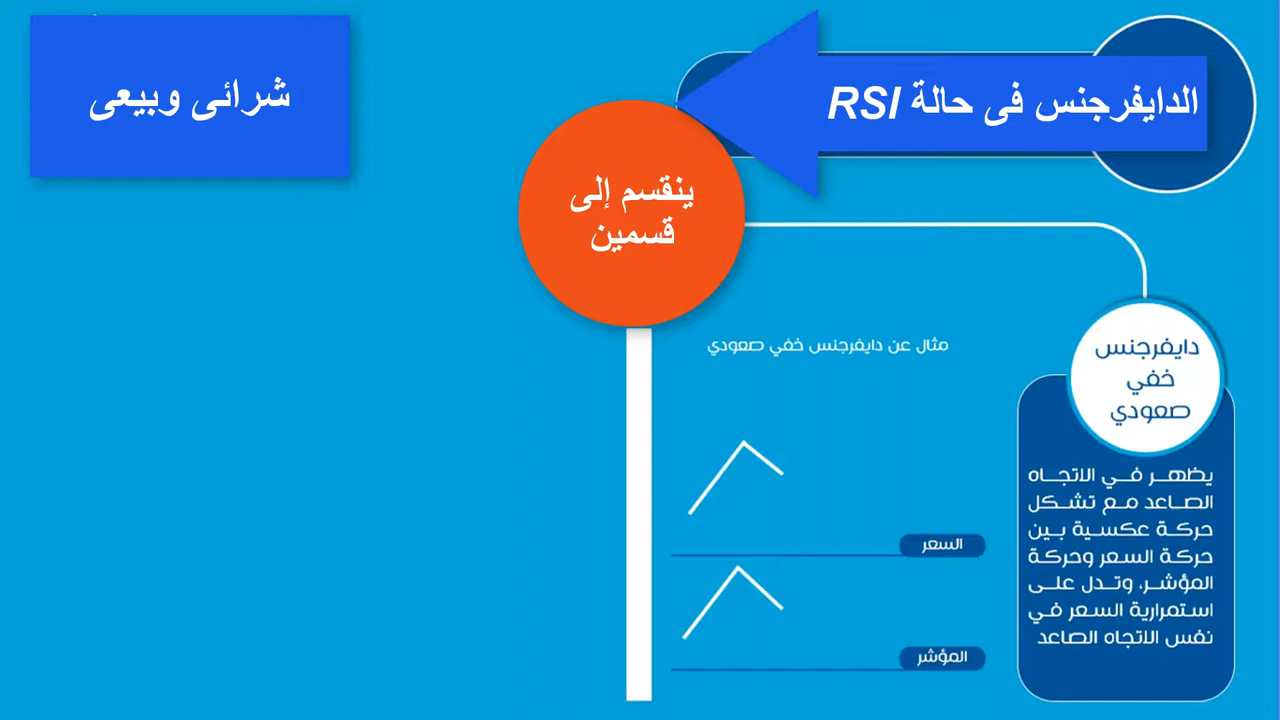 الدايفرجنس فى حالة RSI
شرائى وبيعى
ينقسم إلى
قسمين
دايفرجنس
خفي
صعودي
يظهر في الاتجاه
الصاعد مع تشكل
حركة عكسية بين
حركة السعر وحركة
المؤشر، وتدل على
استمرارية السعر في
نفس الاتجاه الصاعد
مثال عن دايفرجنس خفي صعودي
السعر
المؤشر